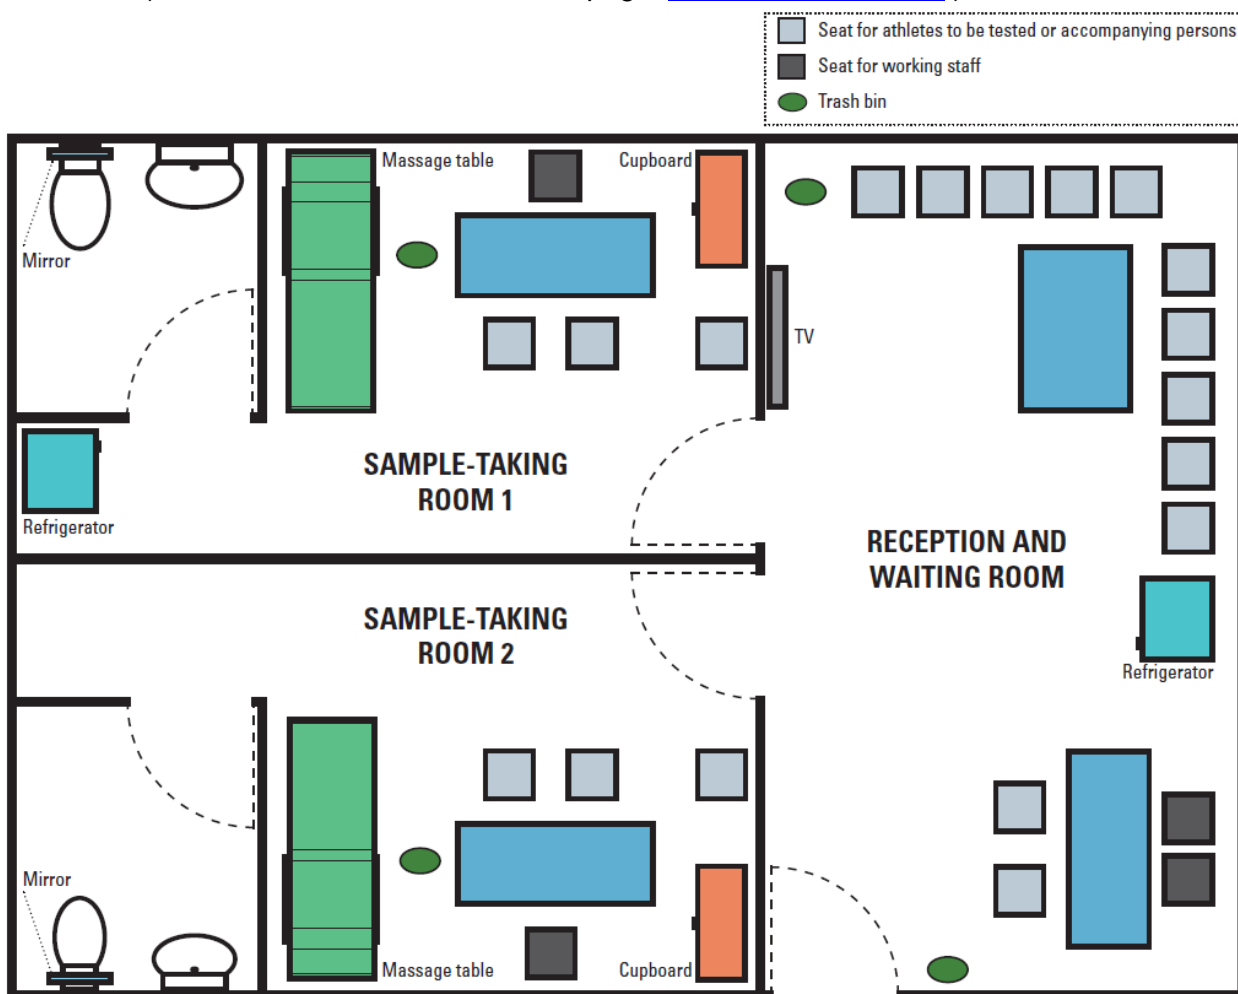 Seat for athletes to be tested or accompanying persons
Seat for working staff
Trash bin
Massage table
Cupboard
Mirror
TV
SAMPLE-TAKING
ROOM 1
Refrigerator
RECEPTION AND
WAITING ROOM
SAMPLE-TAKING
ROOM 2
Refrigerator
Mirror
Massage table
Cupboard